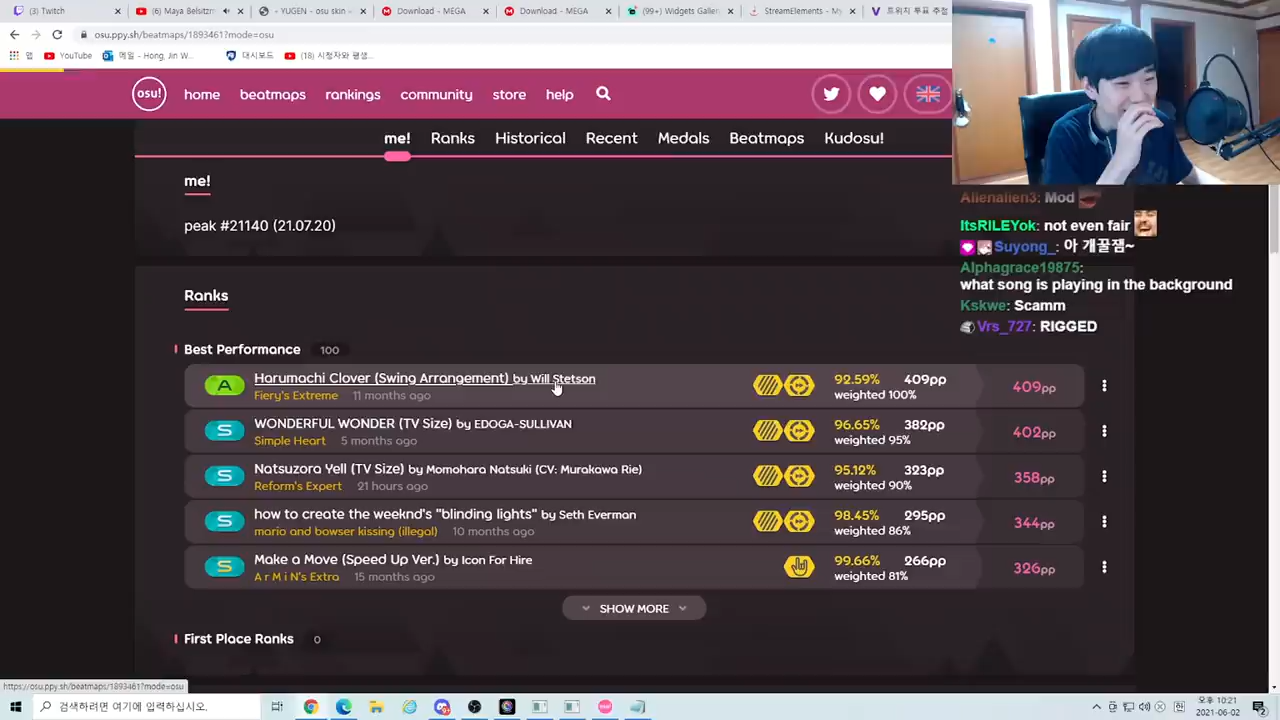 (3) Twitch
(6) Maya Belsitzm
- YUGEN - osu skin -
Download - MEGA
Download - MEGA
(99+) Widgets Galler
StreamElements - My
트위치 투표 추첨
osu.ppy.sh/beatmaps/1893461?mode=osu
앱
YouTube
메일 - Hong, Jin W...
대시보드
(18) 시청자와 평생...
osu!
home
beatmaps
rankings
community
store
help
me!
Ranks
Historical
Recent
Medals
Beatmaps
Kudosu!
me!
peak #21140 (21.07.20)
Ranks
Best Performance 100
A
Harumachi Clover (Swing Arrangement) by Will Stetson
Fiery's Extreme 11 months ago
92.59% 409pp
weighted 100%
409pp
S
WONDERFUL WONDER (TV Size) by EDOGA-SULLIVAN
Simple Heart 5 months ago
96.65% 382pp
weighted 95%
402pp
S
Natsuzora Yell (TV Size) by Momohara Natsuki (CV: Murakawa Rie)
Reform's Expert 21 hours ago
95.12% 323pp
weighted 90%
358pp
S
how to create the weeknd's "blinding lights" by Seth Everman
mario and bowser kissing (illegal) 10 months ago
98.45% 295pp
weighted 86%
344pp
S
Make a Move (Speed Up Ver.) by Icon For Hire
A r M i N's Extra 15 months ago
99.66% 266pp
weighted 81%
326pp
SHOW MORE
First Place Ranks 0
Alienalien3: Mod
ItsRILEYok: not even fair
Suyong_: 아 개꿀잼~
Alphagrace19875:
what song is playing in the background
Kskwe: Scamm
Vrs_727: RIGGED
https://osu.ppy.sh/beatmaps/1893461?mode=osu
검색하려면 여기에 입력하십시오.
한
오후 10:21
2021-06-02
2